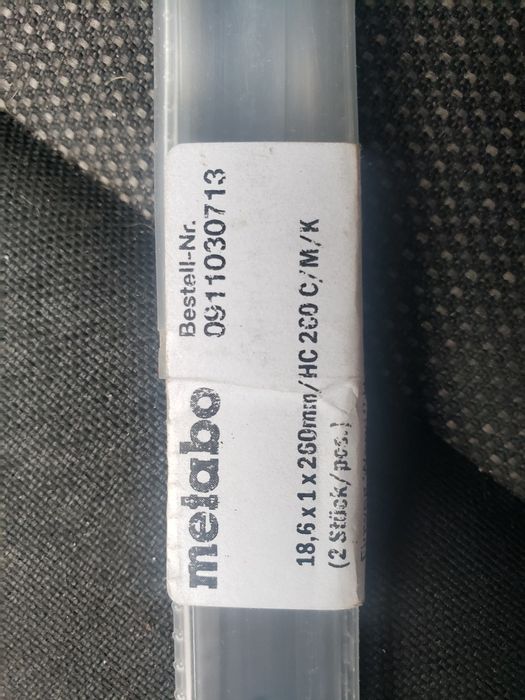 metabo
Bestell-Nr.
0911030713
18,6 x 1 x 260mm/HC 260 C/M/K
(2 Stück/pcs.)